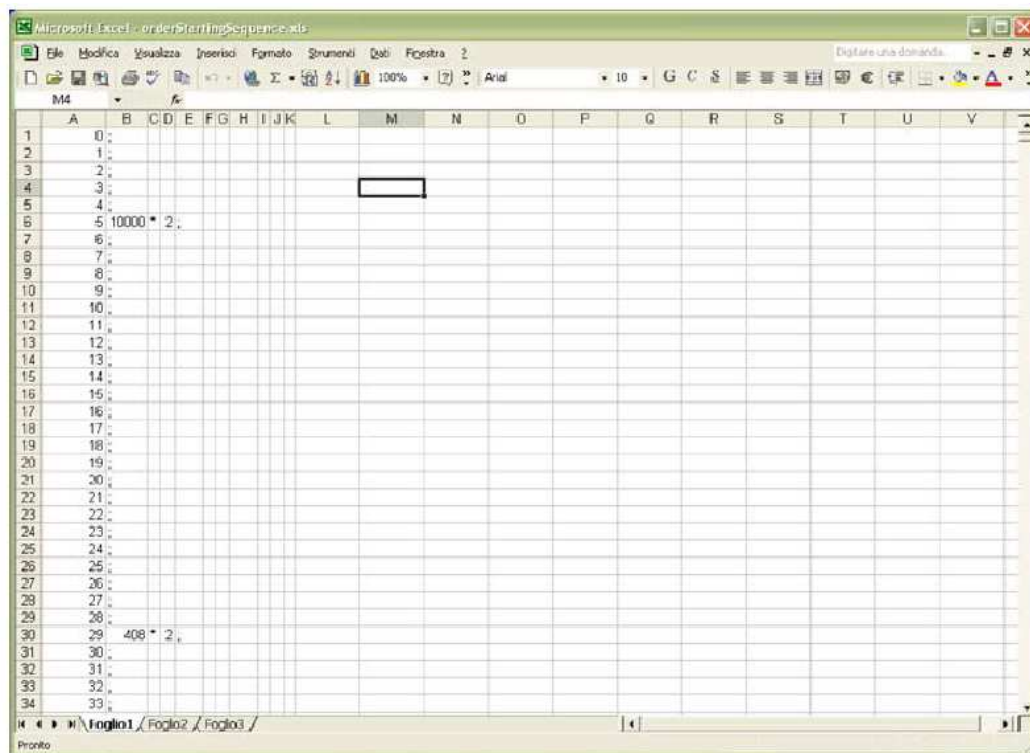 Microsoft Excel - orderStartingSequence.xls
File Modifica Visualizza Inserisci Formato Strumenti Dati Finestra ? Digitare una domanda.
100% Arial 10 G C S
M4 fx
A B C D E F G H I J K L M N O P Q R S T U V
1 0 ;
2 1 ;
3 2 ;
4 3 ;
5 4 ;
6 5 10000 * 2 ;
7 6 ;
8 7 ;
9 8 ;
10 9 ;
11 10 ;
12 11 ;
13 12 ;
14 13 ;
15 14 ;
16 15 ;
17 16 ;
18 17 ;
19 18 ;
20 19 ;
21 20 ;
22 21 ;
23 22 ;
24 23 ;
25 24 ;
26 25 ;
27 26 ;
28 27 ;
29 28 ;
30 29 408 * 2 ;
31 30 ;
32 31 ;
33 32 ;
34 33 ;
Foglio1 / Foglio2 / Foglio3 /
Pronto